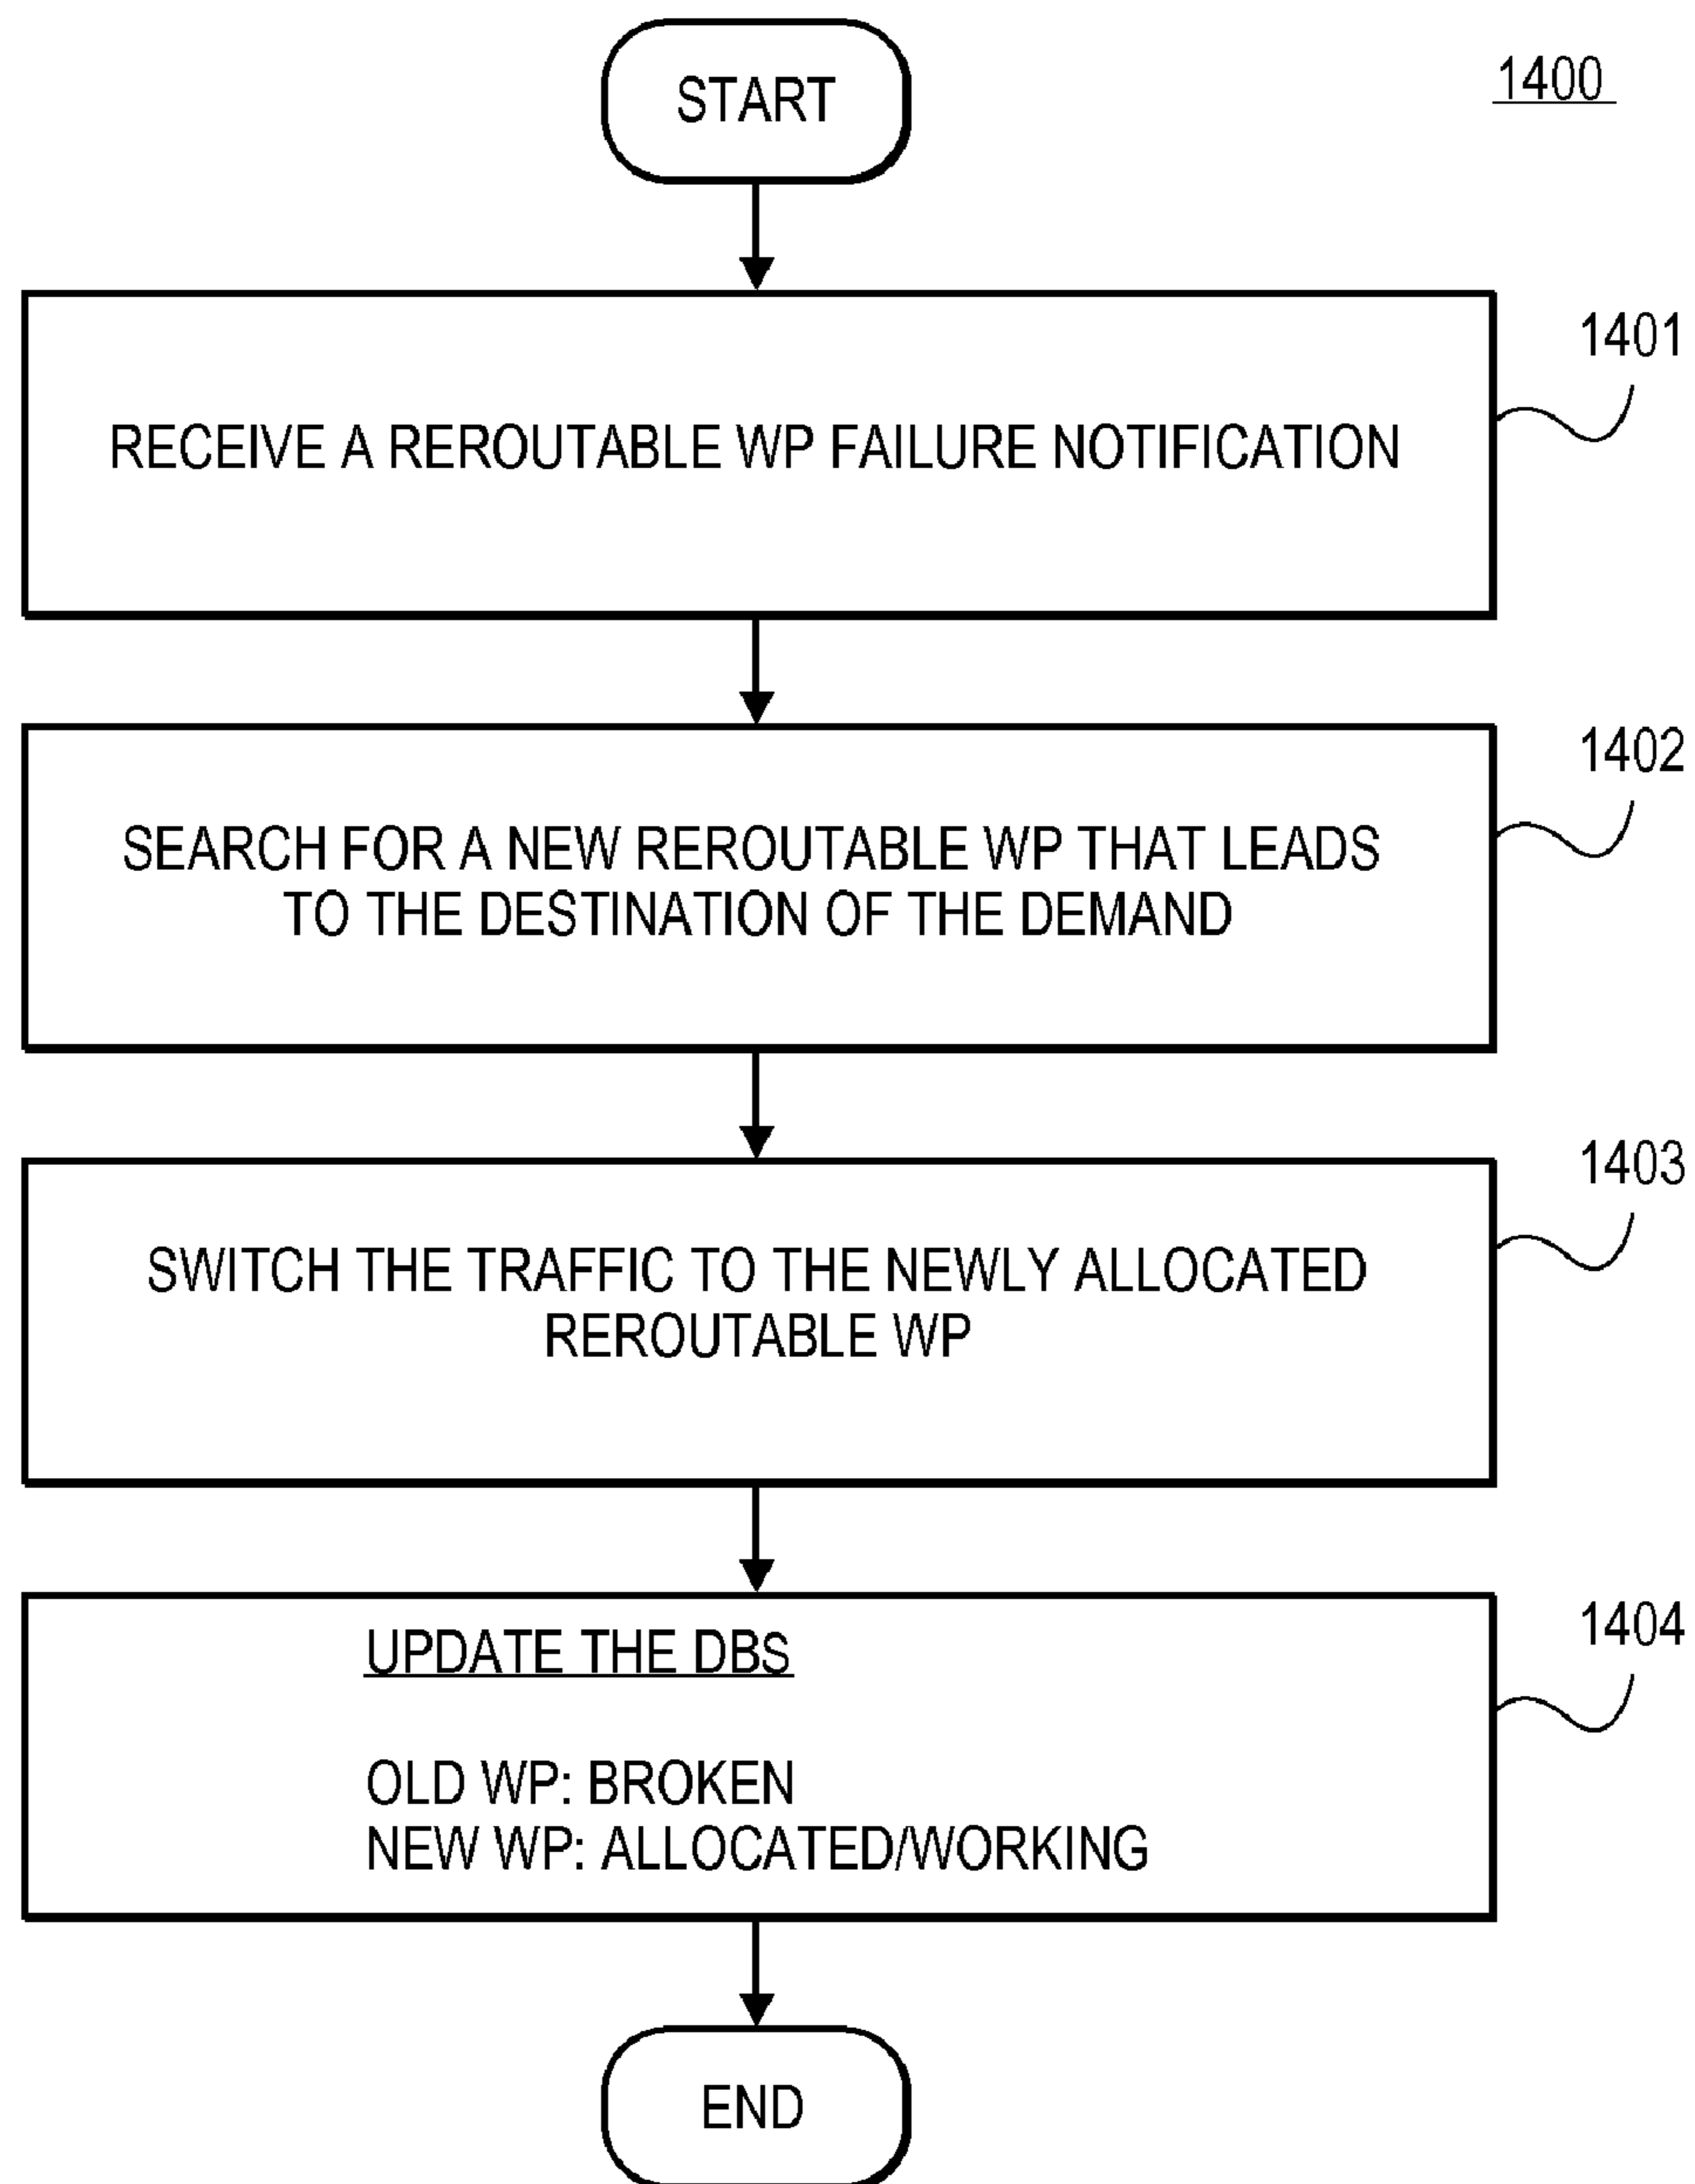 START
1400
1401
RECEIVE A REROUTABLE WP FAILURE NOTIFICATION
1402
SEARCH FOR A NEW REROUTABLE WP THAT LEADS
TO THE DESTINATION OF THE DEMAND
1403
SWITCH THE TRAFFIC TO THE NEWLY ALLOCATED
REROUTABLE WP
1404
UPDATE THE DBS
OLD WP: BROKEN
NEW WP: ALLOCATED/WORKING
END